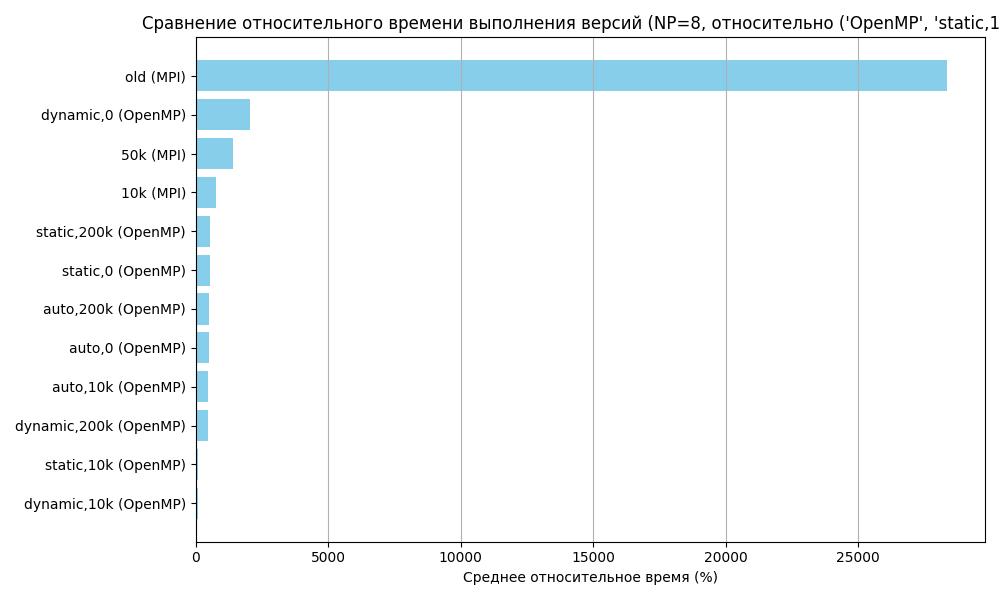 Сравнение относительного времени выполнения версий (NP=8, относительно ('OpenMP', 'static,1
old (MPI)
dynamic,0 (OpenMP)
50k (MPI)
10k (MPI)
static,200k (OpenMP)
static,0 (OpenMP)
auto,200k (OpenMP)
auto,0 (OpenMP)
auto,10k (OpenMP)
dynamic,200k (OpenMP)
static,10k (OpenMP)
dynamic,10k (OpenMP)
0 5000 10000 15000 20000 25000
Среднее относительное время (%)